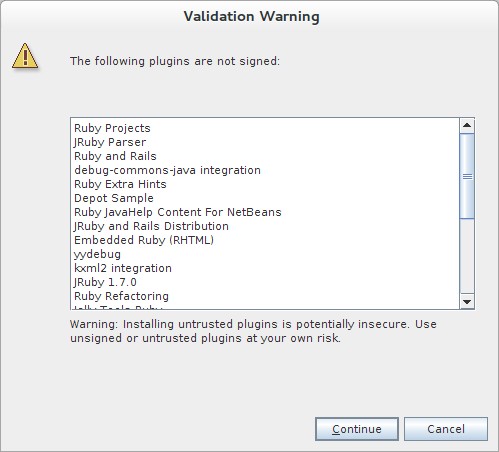 Validation Warning
The following plugins are not signed:
Ruby Projects
JRuby Parser
Ruby and Rails
debug-commons-java integration
Ruby Extra Hints
Depot Sample
Ruby JavaHelp Content For NetBeans
JRuby and Rails Distribution
Embedded Ruby (RHTML)
yydebug
kxml2 integration
JRuby 1.7.0
Ruby Refactoring
Warning: Installing untrusted plugins is potentially insecure. Use
unsigned or untrusted plugins at your own risk.
Continue
Cancel